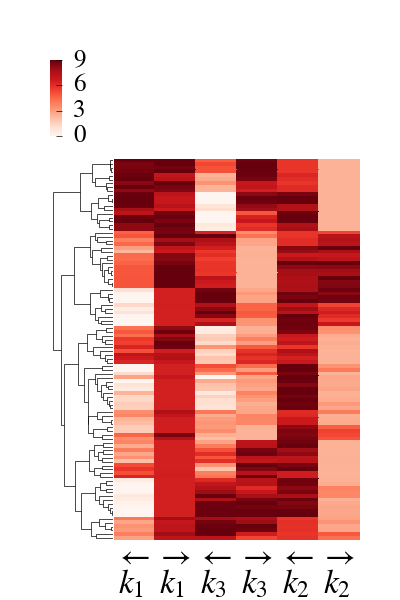 9
6
3
0
← → ← → ← →
k₁ k₁ k₃ k₃ k₂ k₂